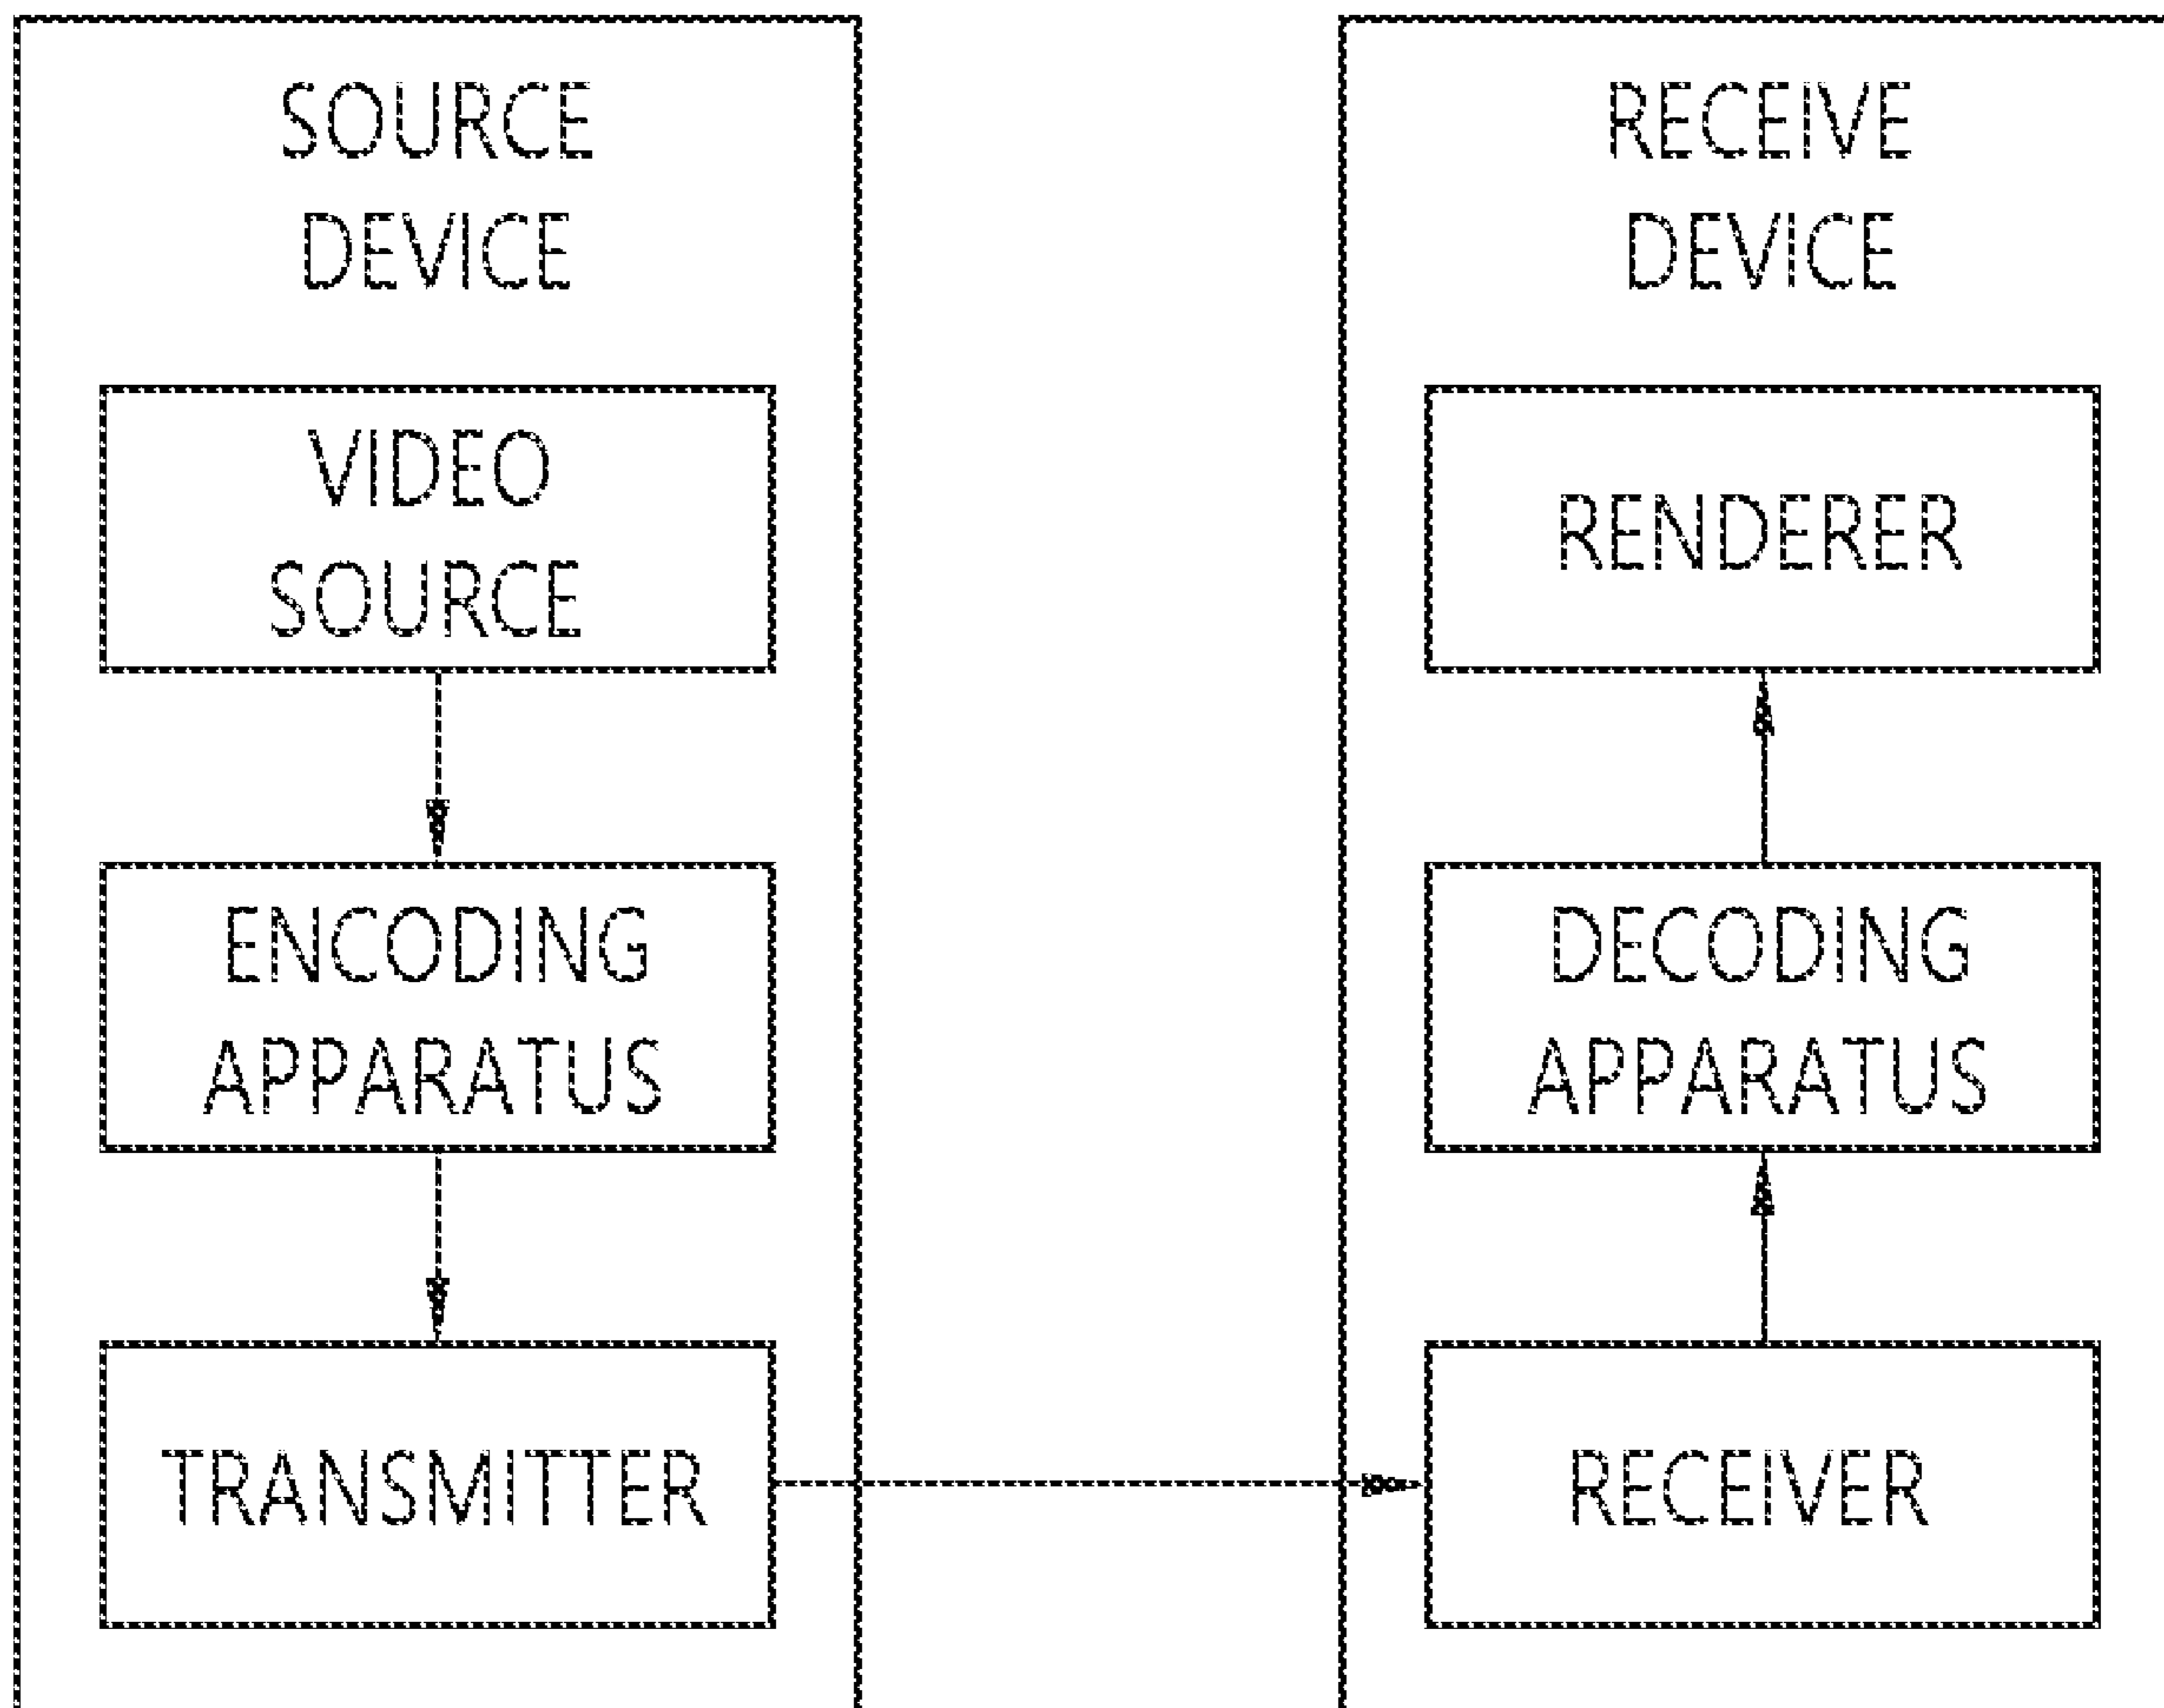 SOURCE
DEVICE
VIDEO
SOURCE
ENCODING
APPARATUS
TRANSMITTER
RECEIVE
DEVICE
RENDERER
DECODING
APPARATUS
RECEIVER